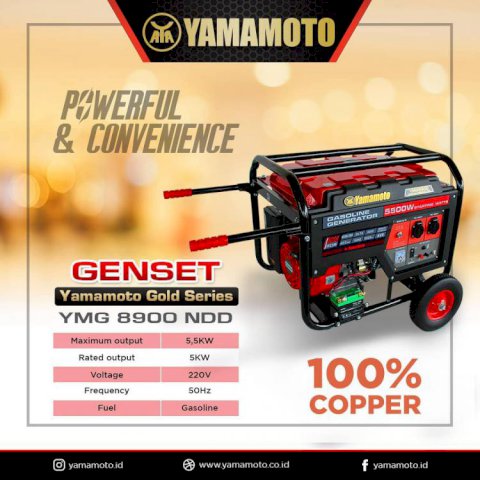 YAMAMOTO
POWERFUL
& CONVENIENCE
Yamamoto
5500W
GASOLINE
GENERATOR
GENSET
Yamamoto Gold Series
YMG 8900 NDD
Maximum output 5,5KW
Rated output 5KW
Voltage 220V
Frequency 50Hz
Fuel Gasoline
100%
COPPER
yamamoto.id
www.yamamoto.co.id
yamamoto.id